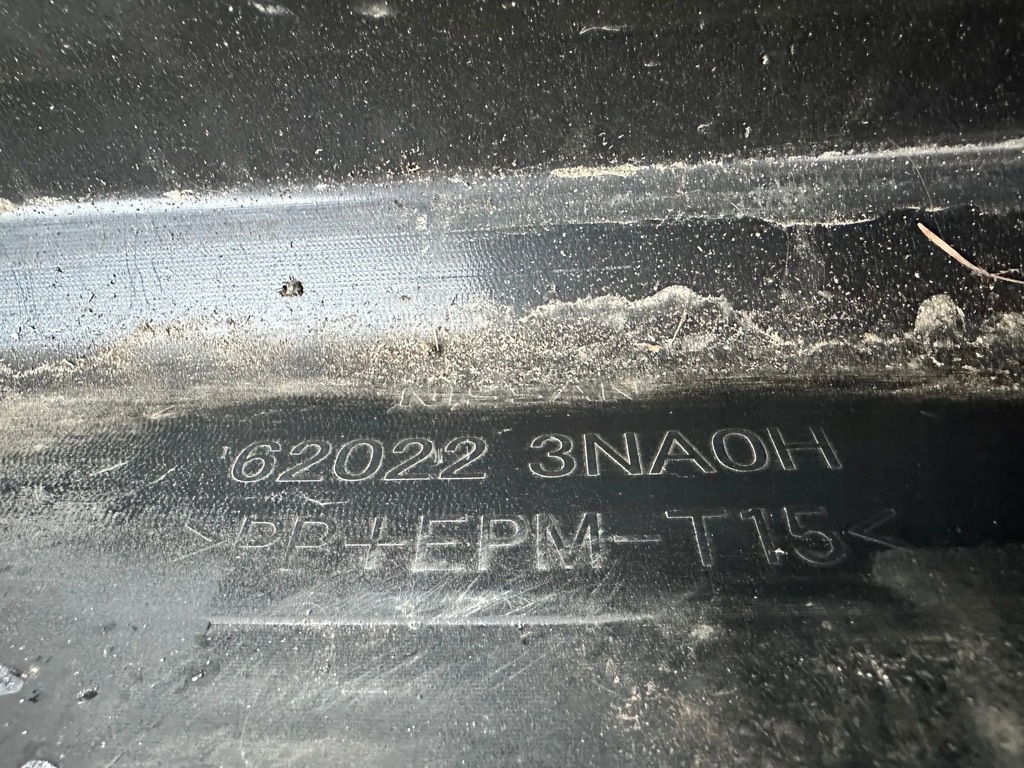 NISSAN
62022 3NA0H
>PP+EPM-T15<